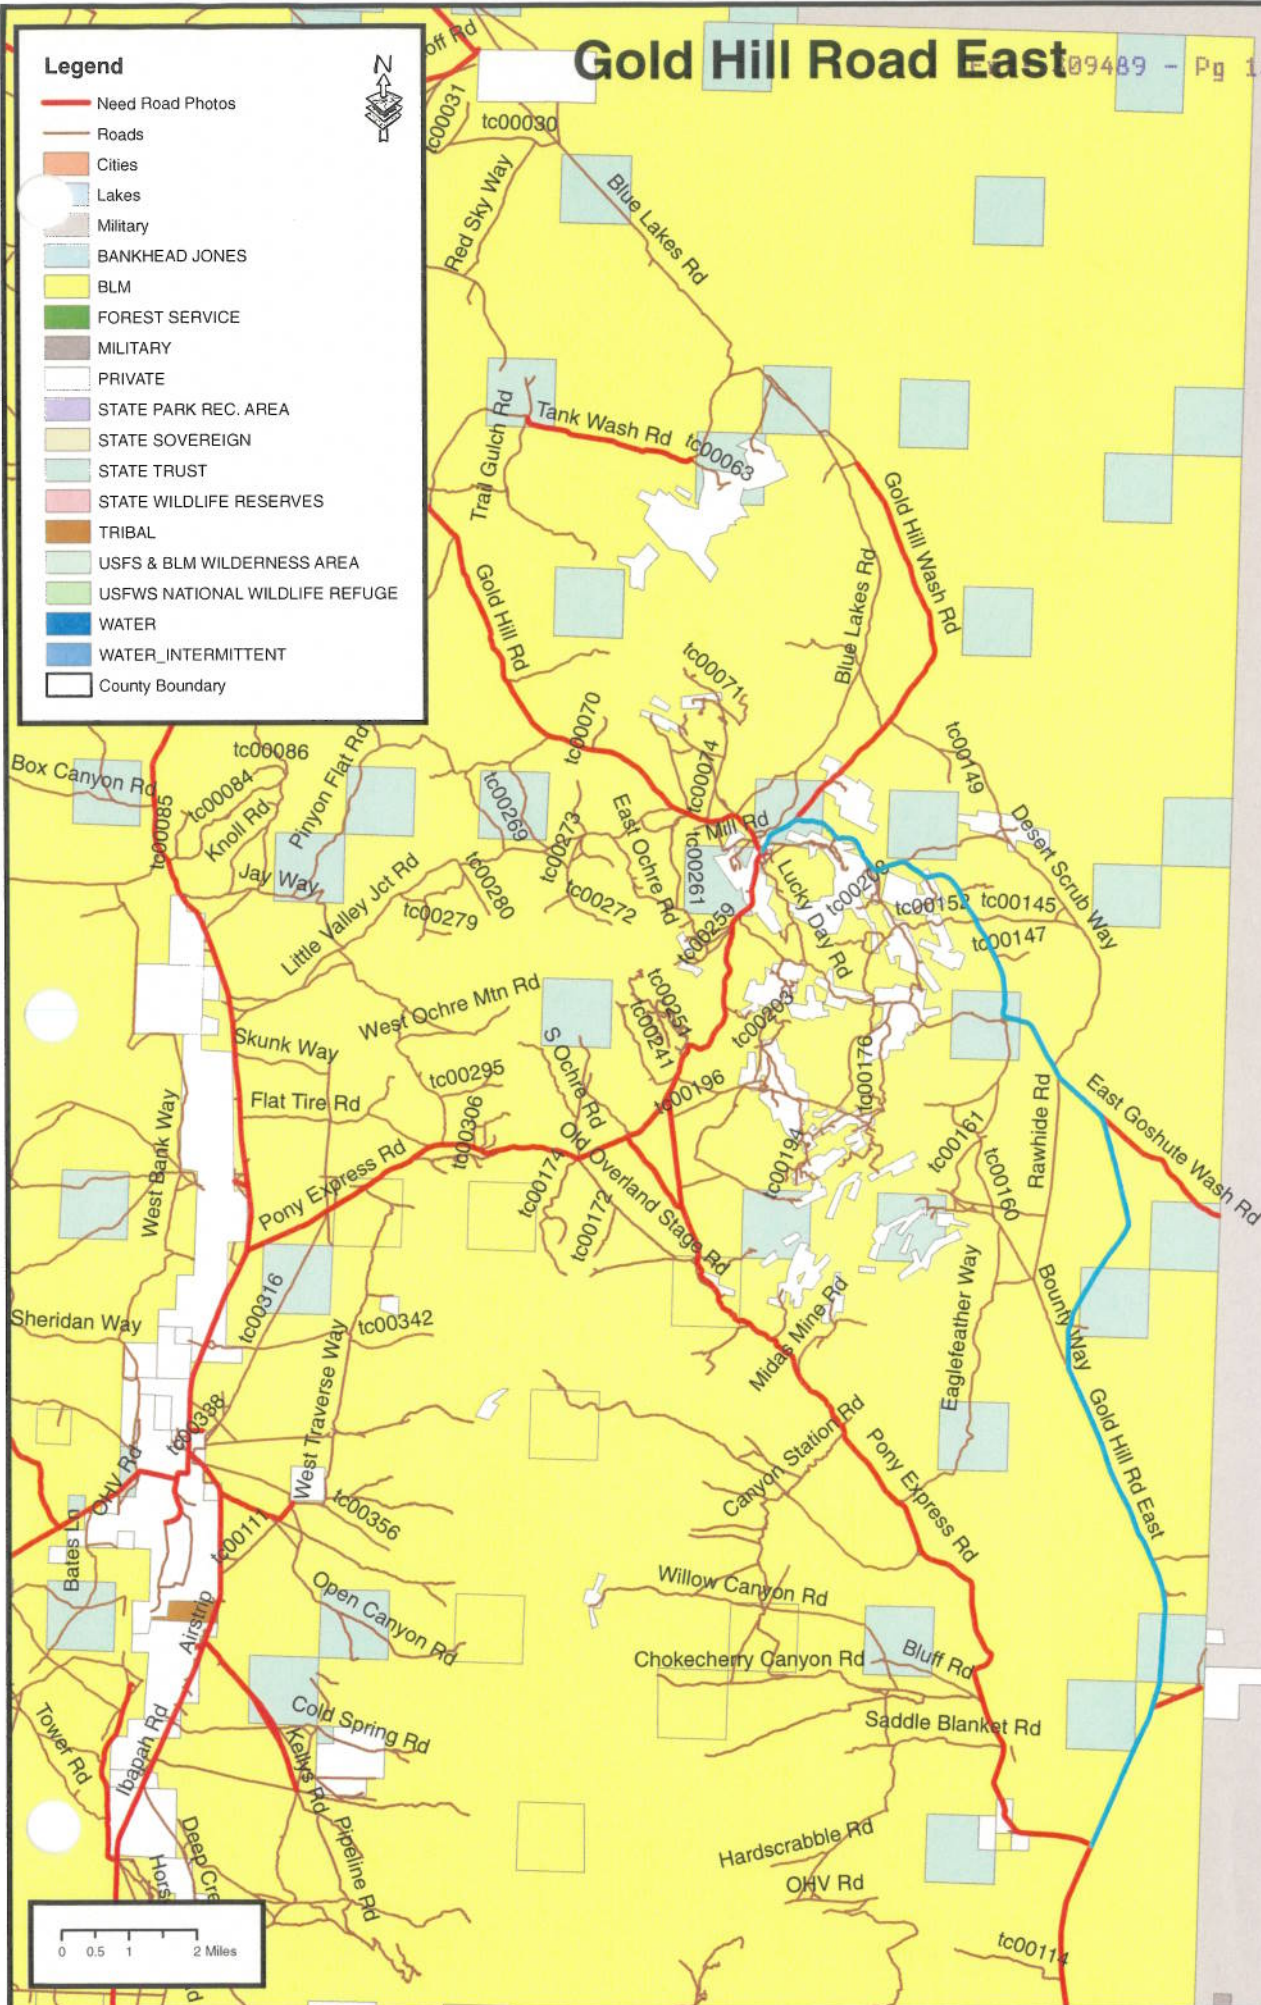 Gold Hill Road East
09489 - Pg 1
Legend
N
Need Road Photos
Roads
Cities
Lakes
Military
BANKHEAD JONES
BLM
FOREST SERVICE
MILITARY
PRIVATE
STATE PARK REC. AREA
STATE SOVEREIGN
STATE TRUST
STATE WILDLIFE RESERVES
TRIBAL
USFS & BLM WILDERNESS AREA
USFWS NATIONAL WILDLIFE REFUGE
WATER
WATER_INTERMITTENT
County Boundary
off Rd
tc00031
tc00030
Red Sky Way
Blue Lakes Rd
Trail Gulch Rd
Tank Wash Rd
tc00063
Gold Hill Wash Rd
Gold Hill Rd
Blue Lakes Rd
tc00071
tc00070
tc00074
tc00149
tc00086
Pinyon Flat Rd
Box Canyon Rd
tc00084
tc00085
Knoll Rd
Jay Way
tc00269
tc00273
East Ochre Rd
Mill Rd
Desert Scrub Way
Little Valley Jct Rd
tc00280
tc00279
tc00272
tc00261
tc00259
Lucky Day Rd
tc00152
tc00145
tc00147
West Ochre Mtn Rd
tc00251
tc00241
tc00203
Skunk Way
S Ochre Rd
tc00295
tc00176
tc00196
Flat Tire Rd
tc00306
Rawhide Rd
East Goshute Wash Rd
West Bank Way
Pony Express Rd
Old Overland Stage Rd
tc00174
tc00172
tc00194
tc00161
tc00160
tc00316
Eaglefeather Way
Bounty Way
Sheridan Way
tc00342
West Traverse Way
Midas Mine Rd
tc00338
Gold Hill Rd East
Canyon Station Rd
Pony Express Rd
OHV Rd
tc00356
tc00111
Bates Ln
Open Canyon Rd
Willow Canyon Rd
Airstrip
Chokecherry Canyon Rd
Bluff Rd
Tower Rd
Ibapah Rd
Cold Spring Rd
Kellys Rd
Saddle Blanket Rd
Pipeline Rd
Deep Cre
Hors
Hardscrabble Rd
OHV Rd
tc00114
0 0.5 1 2 Miles